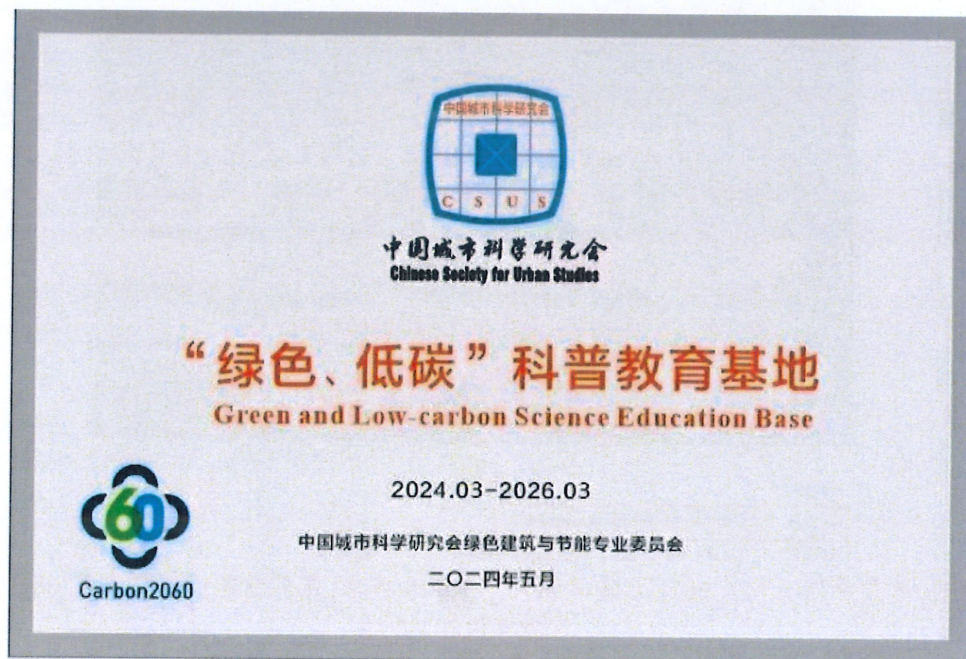 中国城市科学研究会
CSUS
中国城市科学研究会
Chinese Society for Urban Studies
“绿色、低碳”科普教育基地
Green and Low-carbon Science Education Base
2024.03-2026.03
中国城市科学研究会绿色建筑与节能专业委员会
二〇二四年五月
60
Carbon2060